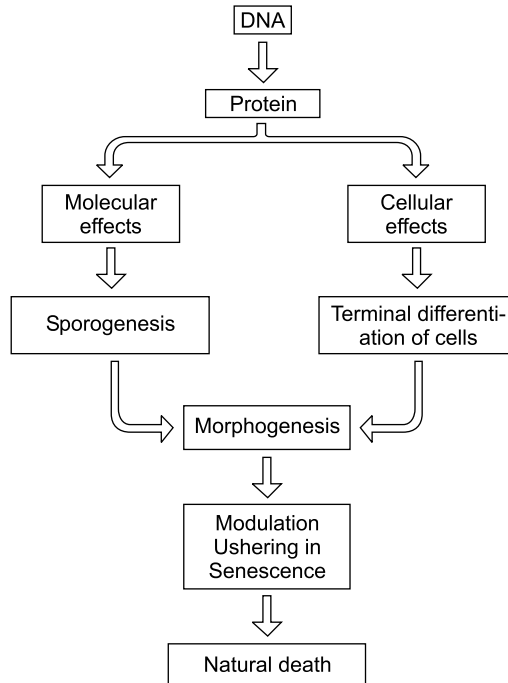 DNA
Protein
Molecular
effects
Cellular
effects
Sporogenesis
Terminal differenti-
ation of cells
Morphogenesis
Modulation
Ushering in
Senescence
Natural death